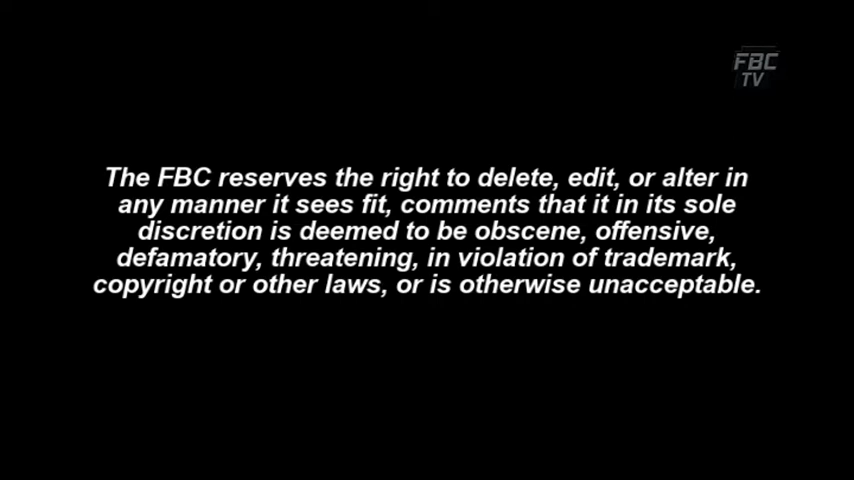 FBC
TV
The FBC reserves the right to delete, edit, or alter in
any manner it sees fit, comments that it in its sole
discretion is deemed to be obscene, offensive,
defamatory, threatening, in violation of trademark,
copyright or other laws, or is otherwise unacceptable.